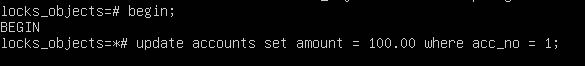 locks_objects=# begin;
BEGIN
locks_objects=*# update accounts set amount = 100.00 where acc_no = 1;